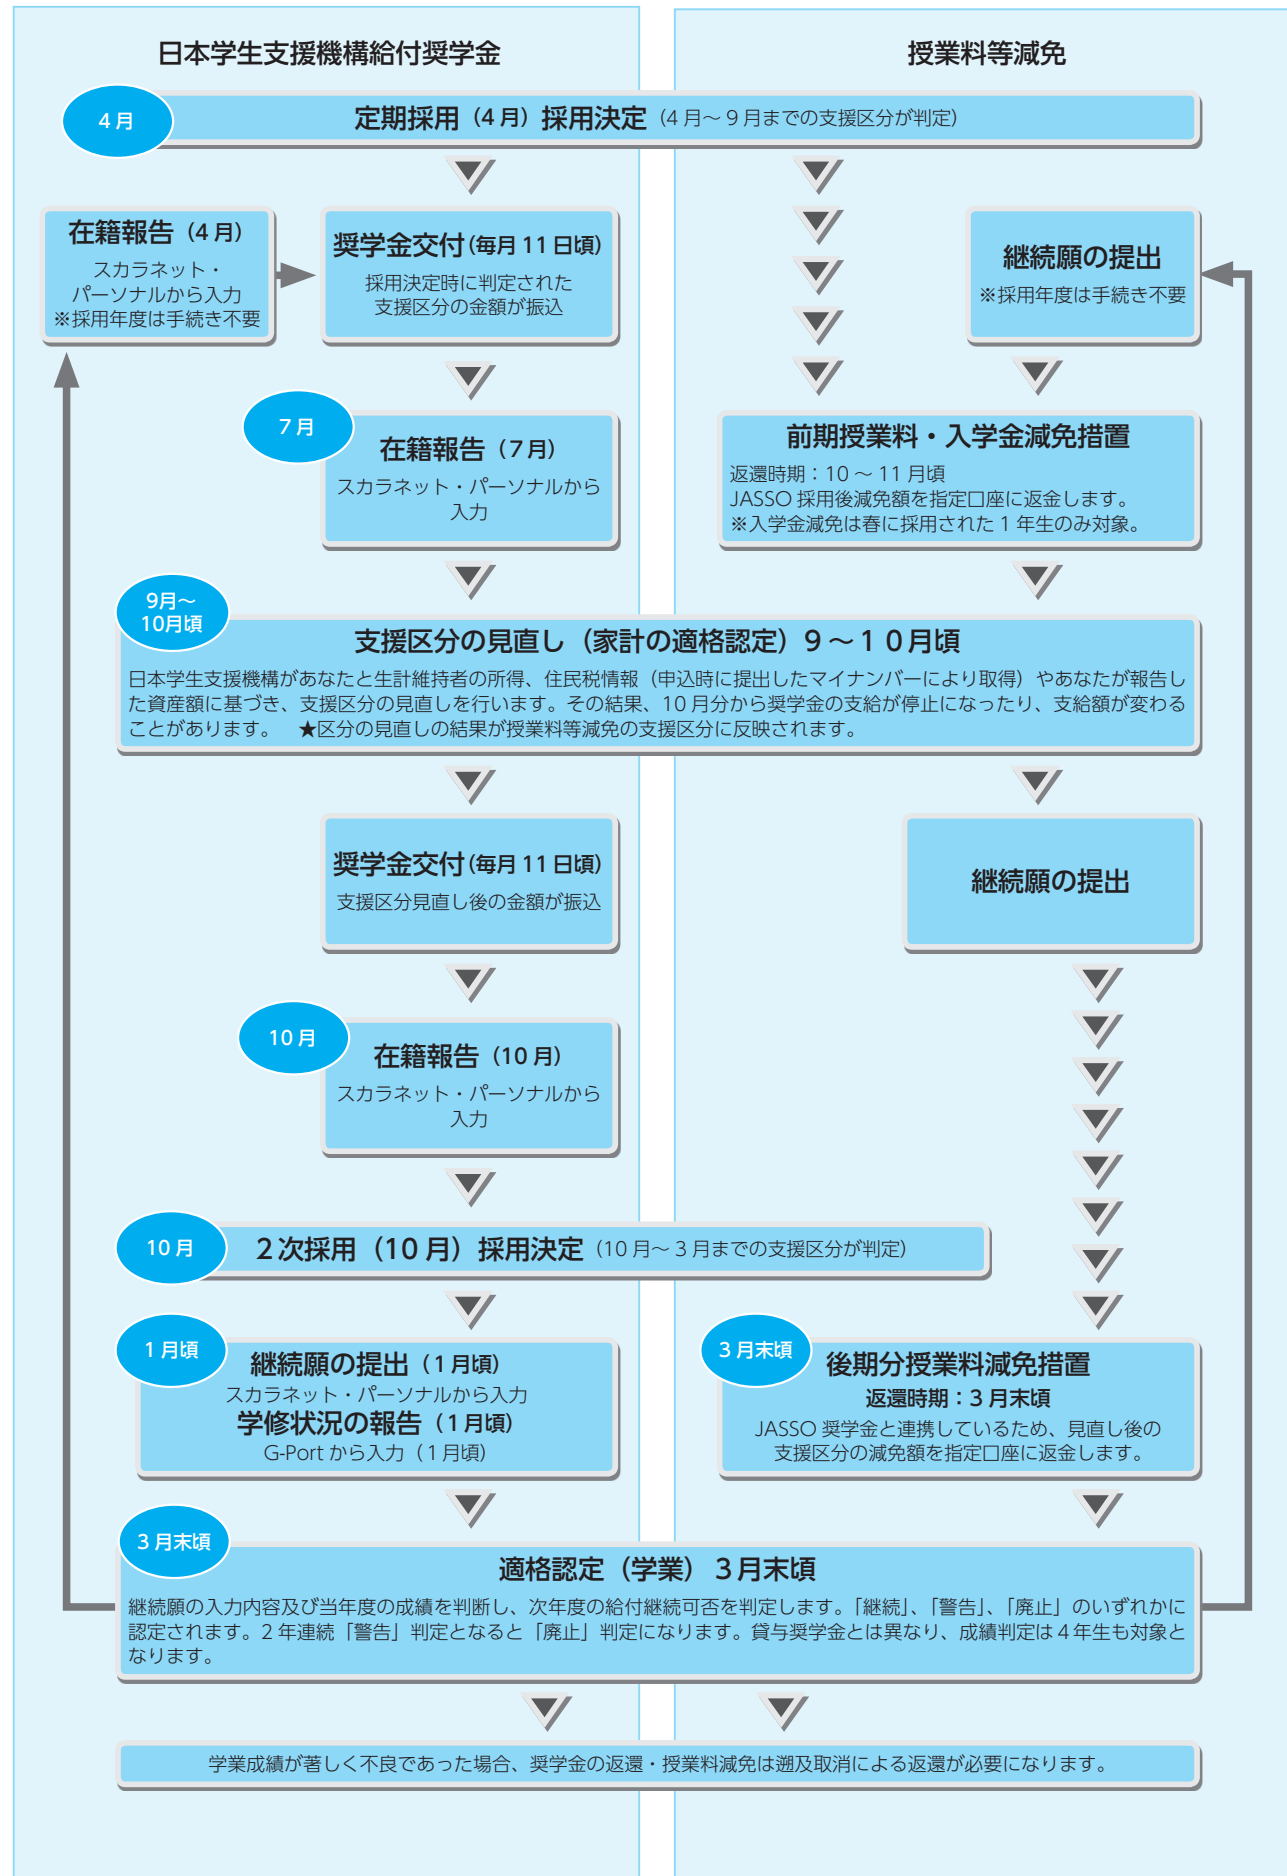 日本学生支援機構給付奨学金
授業料等減免
4月
定期採用（4月）採用決定（4月～9月までの支援区分が判定）
在籍報告（4月）
スカラネット・
パーソナルから入力
※採用年度は手続き不要
奨学金交付（毎月11日頃）
採用決定時に判定された
支援区分の金額が振込
継続願の提出
※採用年度は手続き不要
7月
在籍報告（7月）
スカラネット・パーソナルから
入力
前期授業料・入学金減免措置
返還時期：10～11月頃
JASSO採用後減免額を指定口座に返金します。
※入学金減免は春に採用された1年生のみ対象。
9月～
10月頃
支援区分の見直し（家計の適格認定）９～１０月頃
日本学生支援機構があなたと生計維持者の所得、住民税情報（申込時に提出したマイナンバーにより取得）やあなたが報告し
た資産額に基づき、支援区分の見直しを行います。その結果、10月分から奨学金の支給が停止になったり、支給額が変わる
ことがあります。　★区分の見直しの結果が授業料等減免の支援区分に反映されます。
奨学金交付（毎月11日頃）
支援区分見直し後の金額が振込
継続願の提出
10月
在籍報告（10月）
スカラネット・パーソナルから
入力
10月
２次採用（10月）採用決定（10月～3月までの支援区分が判定）
1月頃
継続願の提出（1月頃）
スカラネット・パーソナルから入力
学修状況の報告（1月頃）
G-Portから入力（1月頃）
3月末頃
後期分授業料減免措置
返還時期：3月末頃
JASSO奨学金と連携しているため、見直し後の
支援区分の減免額を指定口座に返金します。
3月末頃
適格認定（学業）３月末頃
継続願の入力内容及び当年度の成績を判断し、次年度の給付継続可否を判定します。「継続」、「警告」、「廃止」のいずれかに
認定されます。2年連続「警告」判定となると「廃止」判定になります。貸与奨学金とは異なり、成績判定は4年生も対象と
なります。
学業成績が著しく不良であった場合、奨学金の返還・授業料減免は遡及取消による返還が必要になります。